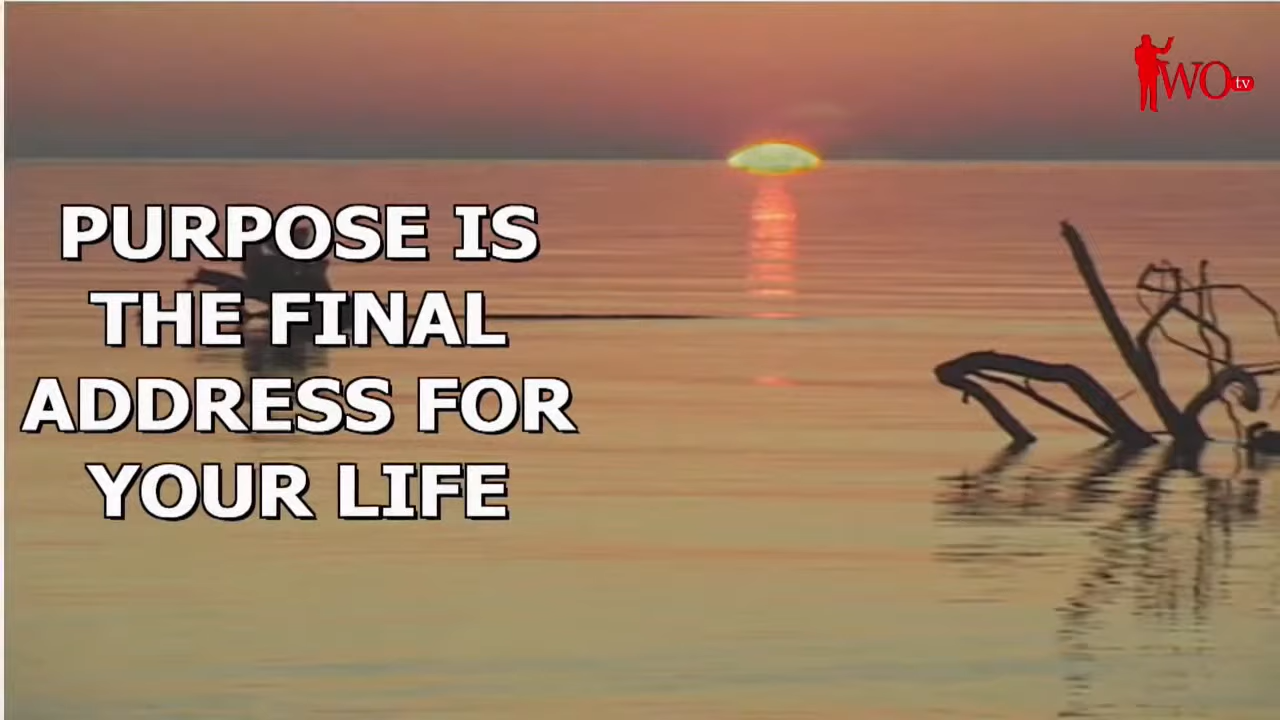 WO tv
PURPOSE IS
THE FINAL
ADDRESS FOR
YOUR LIFE